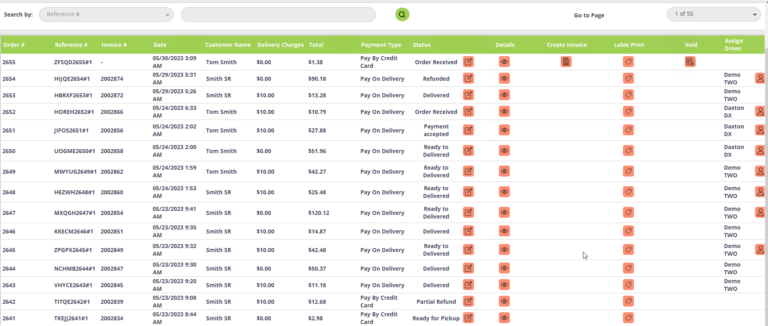 Search by: Reference # Go to Page 1 of 55
Order # Reference # Invoice # Date Customer Name Delivery Charges Total Payment Type Status Details Create Invoice Lable Print Void Assign Driver
2655 ZFSQD2655#1 - 05/30/2023 3:09 AM Tom Smith $0.00 $1.38 Pay By Credit Card Order Received
2654 HIJQE2654#1 2002874 05/29/2023 5:31 AM Smith SR $0.00 $90.18 Pay On Delivery Refunded Demo TWO
2653 HBRXF2653#1 2002872 05/29/2023 5:26 AM Smith SR $10.00 $13.28 Pay On Delivery Delivered Demo TWO
2652 HOREH2652#1 2002866 05/24/2023 6:33 AM Tom Smith $10.00 $10.79 Pay On Delivery Order Received Daxton DX
2651 JIFOS2651#1 2002856 05/24/2023 2:02 AM Tom Smith $10.00 $27.88 Pay On Delivery Payment accepted Daxton DX
2650 UOGME2650#1 2002858 05/24/2023 2:00 AM Tom Smith $0.00 $51.96 Pay On Delivery Ready to Delivered Daxton DX
2649 MWYUG2649#1 2002862 05/24/2023 1:59 AM Tom Smith $10.00 $42.27 Pay On Delivery Ready to Delivered Demo TWO
2648 HEZWH2648#1 2002860 05/24/2023 1:53 AM Smith SR $10.00 $25.48 Pay On Delivery Ready to Delivered Demo TWO
2647 MXQGH2647#1 2002854 05/23/2023 9:41 AM Smith SR $0.00 $120.12 Pay On Delivery Ready to Delivered Demo TWO
2646 KKECM2646#1 2002851 05/23/2023 9:35 AM Smith SR $10.00 $14.87 Pay On Delivery Delivered Demo TWO
2645 ZPGPX2645#1 2002849 05/23/2023 9:32 AM Smith SR $10.00 $42.48 Pay On Delivery Ready to Delivered Demo TWO
2644 NCHMB2644#1 2002847 05/23/2023 9:30 AM Smith SR $0.00 $50.37 Pay On Delivery Delivered Demo TWO
2643 VHYCE2643#1 2002845 05/23/2023 9:20 AM Smith SR $10.00 $11.18 Pay On Delivery Delivered Demo TWO
2642 TITQE2642#1 2002839 05/23/2023 9:08 AM Smith SR $10.00 $12.68 Pay By Credit Card Partial Refund
2641 TKEJJ2641#1 2002834 05/23/2023 8:44 AM Smith SR $0.00 $2.98 Pay By Credit Card Ready for Pickup